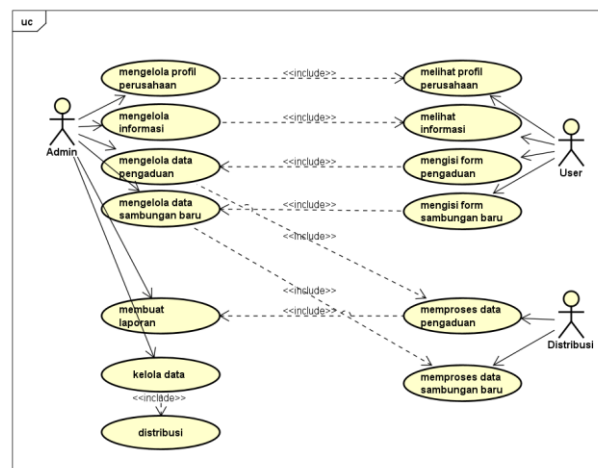 uc
mengelola profil
perusahaan
<<include>>
melihat profil
perusahaan
mengelola
informasi
<<include>>
melihat
informasi
Admin
User
mengelola data
pengaduan
<<include>>
mengisi form
pengaduan
mengelola data
sambungan baru
<<include>>
mengisi form
sambungan baru
<<include>>
<<include>>
membuat
laporan
<<include>>
memproses data
pengaduan
Distribusi
kelola data
memproses data
sambungan baru
<<include>>
distribusi